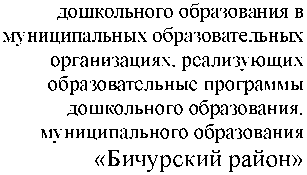 дошкольного образования в
муниципальных образовательных
организациях, реализующих
образовательные программы
дошкольного образования,
муниципального образования
«Бичурский район»